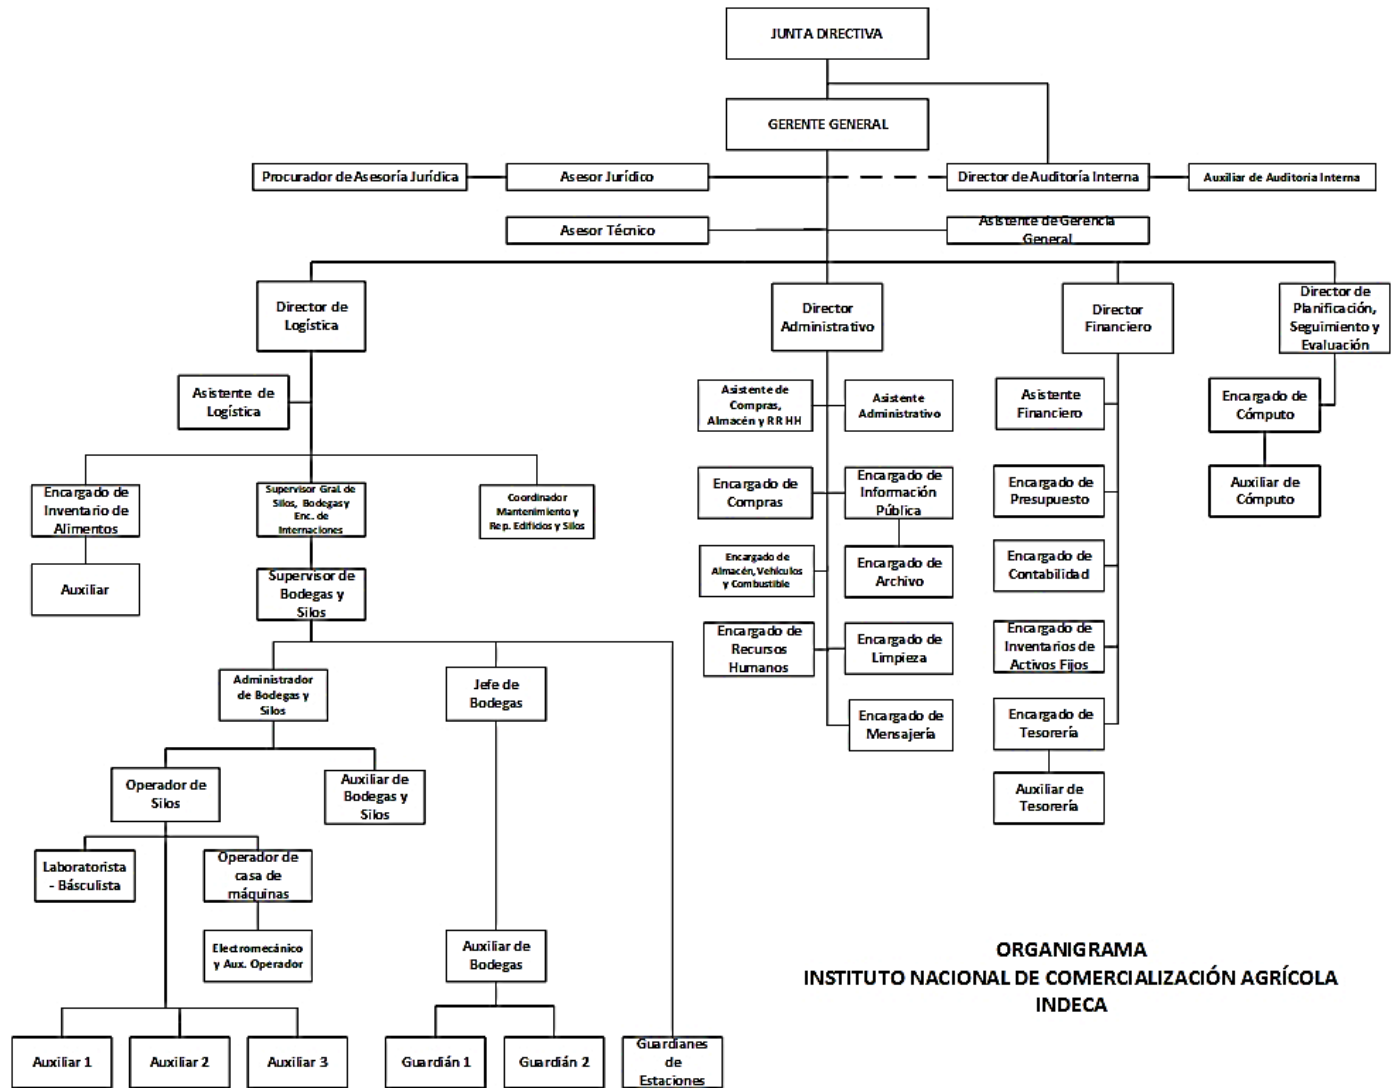 JUNTA DIRECTIVA
GERENTE GENERAL
Procurador de Asesoría Jurídica
Asesor Jurídico
Director de Auditoría Interna
Auxiliar de Auditoria Interna
Asesor Técnico
Asistente de Gerencia
General
Director de
Logística
Director
Administrativo
Director
Financiero
Director de
Planificación,
Seguimiento y
Evaluación
Asistente de
Logística
Asistente de
Compras,
Almacén y RR HH
Asistente
Administrativo
Asistente
Financiero
Encargado de
Cómputo
Encargado de
Inventario de
Alimentos
Supervisor Gral. de
Silos, Bodegas y
Enc. de
Internaciones
Coordinador
Mantenimiento y
Rep. Edificios y Silos
Encargado de
Compras
Encargado de
Información
Pública
Encargado de
Presupuesto
Auxiliar de
Cómputo
Auxiliar
Supervisor de
Bodegas y
Silos
Encargado de
Almacén, Vehículos
y Combustible
Encargado de
Archivo
Encargado de
Contabilidad
Encargado de
Recursos
Humanos
Encargado de
Limpieza
Encargado de
Inventarios de
Activos Fijos
Administrador
de Bodegas y
Silos
Jefe de
Bodegas
Encargado de
Mensajería
Encargado de
Tesorería
Operador de
Silos
Auxiliar de
Bodegas y
Silos
Auxiliar de
Tesorería
Laboratorista
- Básculista
Operador de
casa de
máquinas
Electromecánico
y Aux. Operador
Auxiliar de
Bodegas
ORGANIGRAMA
INSTITUTO NACIONAL DE COMERCIALIZACIÓN AGRÍCOLA
INDECA
Auxiliar 1
Auxiliar 2
Auxiliar 3
Guardián 1
Guardián 2
Guardianes
de
Estaciones